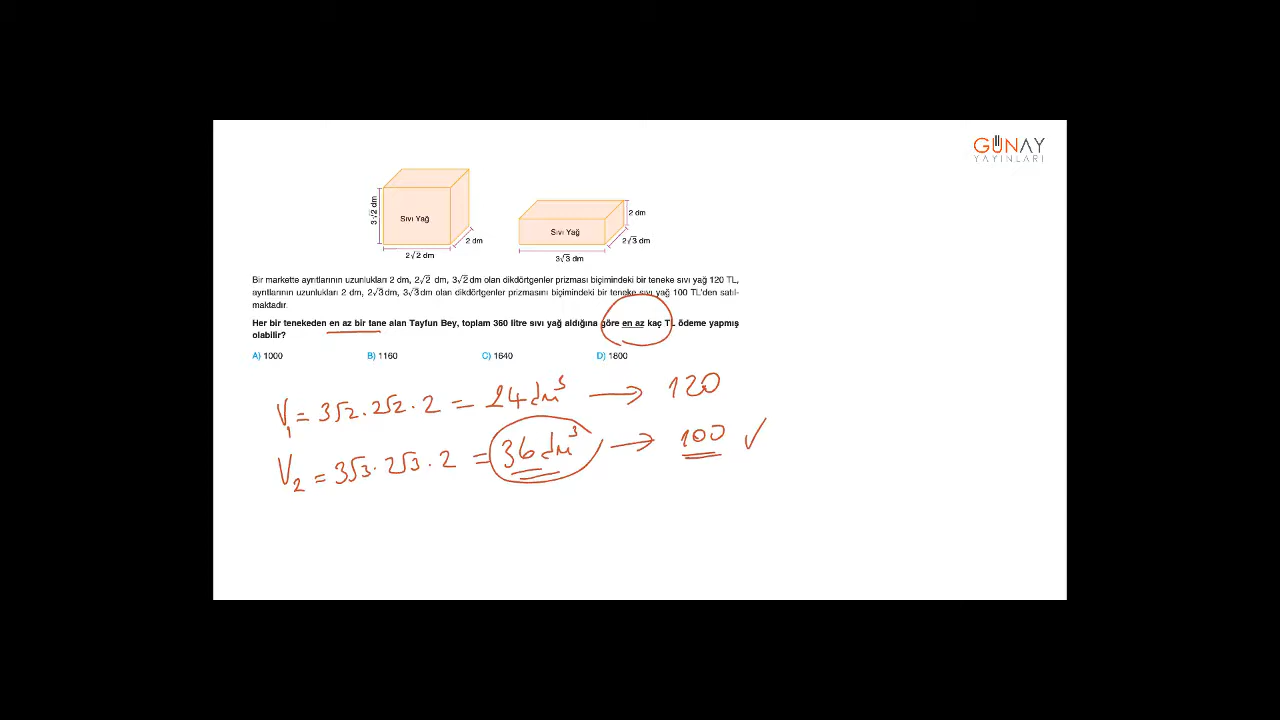 GÜNAY
YAYINLARI
3√2 dm
Sıvı Yağ
2 dm
2√2 dm
2 dm
Sıvı Yağ
2√3 dm
3√3 dm
Bir markette ayrıtlarının uzunlukları 2 dm, 2√2 dm, 3√2 dm olan dikdörtgenler prizması biçimindeki bir teneke sıvı yağ 120 TL,
ayrıtlarının uzunlukları 2 dm, 2√3 dm, 3√3 dm olan dikdörtgenler prizmasını biçimindeki bir teneke sıvı yağ 100 TL'den satıl-
maktadır.
Her bir tenekeden en az bir tane alan Tayfun Bey, toplam 360 litre sıvı yağ aldığına göre en az kaç TL ödeme yapmış
olabilir?
A) 1000 B) 1160 C) 1640 D) 1800
V₁ = 3√2 . 2√2 . 2 = 24 dm³ → 120
V₂ = 3√3 . 2√3 . 2 = 36 dm³ → 100 ✓